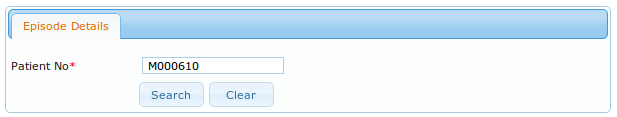 Episode Details
Patient No* M000610
Search Clear